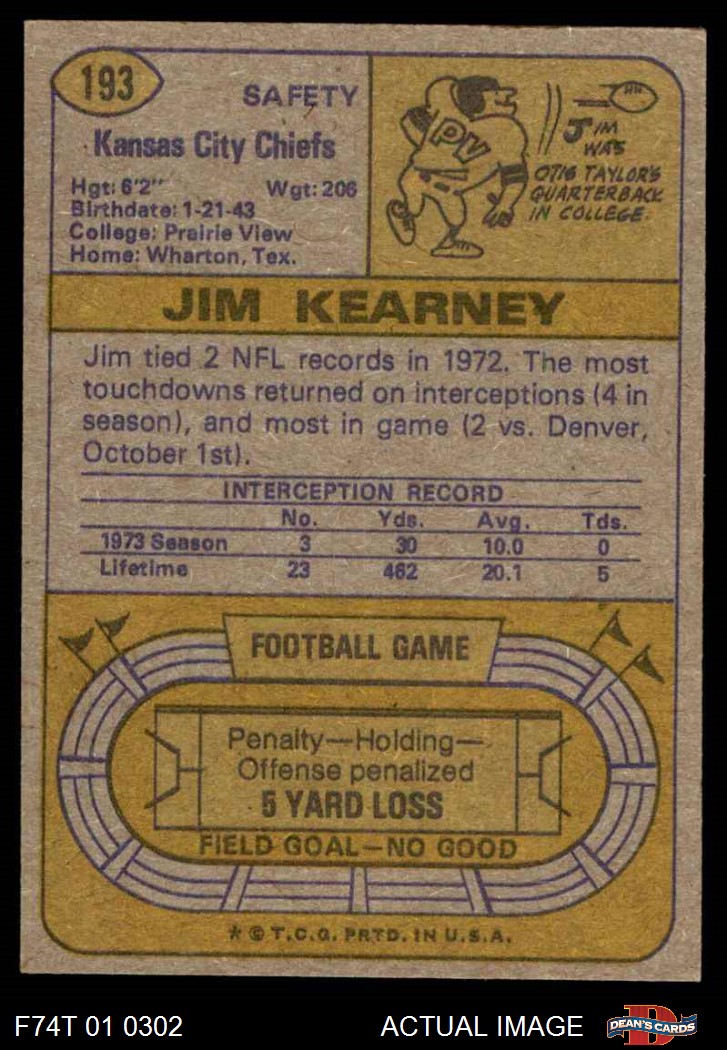 193
SAFETY
Kansas City Chiefs
Hgt: 6'2" Wgt: 206
Birthdate: 1-21-43
College: Prairie View
Home: Wharton, Tex.
PV
JIM
WAS
OTIS TAYLOR'S
QUARTERBACK
IN COLLEGE.
JIM KEARNEY
Jim tied 2 NFL records in 1972. The most
touchdowns returned on interceptions (4 in
season), and most in game (2 vs. Denver,
October 1st).
INTERCEPTION RECORD
No. Yds. Avg. Tds.
1973 Season 3 30 10.0 0
Lifetime 23 462 20.1 5
FOOTBALL GAME
Penalty—Holding—
Offense penalized
5 YARD LOSS
FIELD GOAL—NO GOOD
* © T.C.G. PRTD. IN U.S.A.
F74T 01 0302 ACTUAL IMAGE
D
DEAN'S CARDS